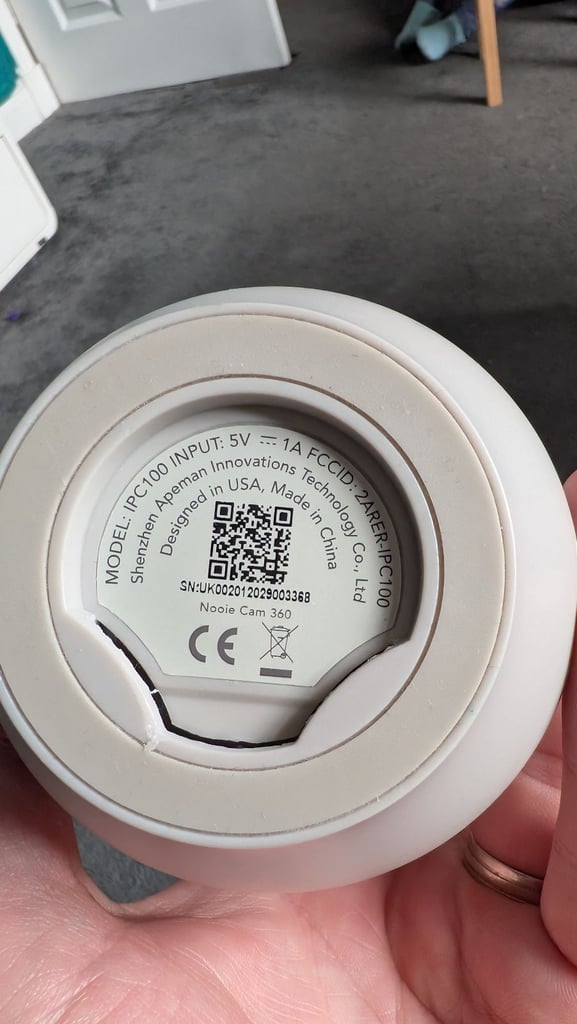 MODEL: IPC100 INPUT: 5V ⎓ 1A FCCID: 2ARER-IPC100
Shenzhen Apeman Innovations Technology Co., Ltd
Designed in USA, Made in China
SN:UK002012029003368
Nooie Cam 360
CE